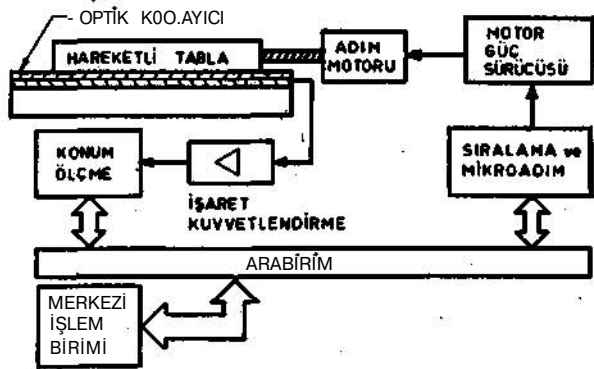 - OPTİK K0O.AYICI
HAREKETLİ TABLA
ADIM
MOTORU
MOTOR
GÜÇ
SÜRÜCÜSÜ
KONUM
ÖLÇME
İŞARET
KUVVETLENDİRME
SIRALAMA ve
MİKROADIM
ARABİRİM
MERKEZİ
İŞLEM
BİRİMİ